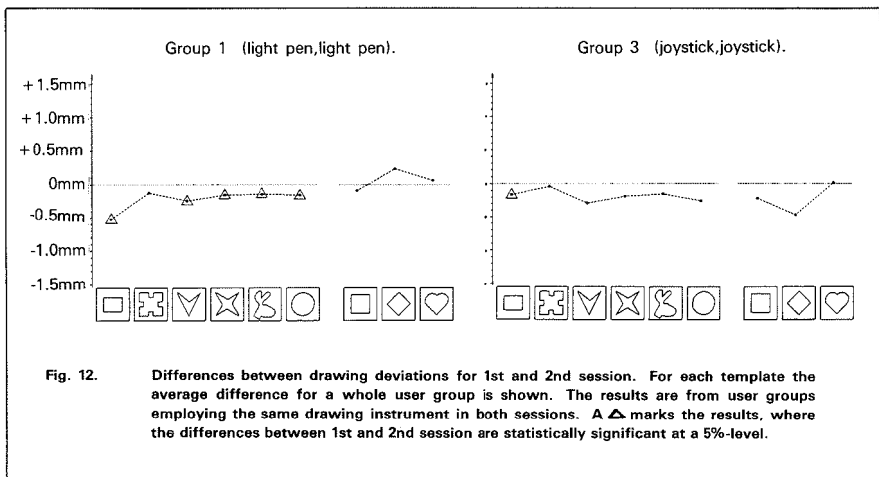 Group 1 (light pen,light pen).
Group 3 (joystick,joystick).
+1.5mm
+1.0mm
+0.5mm
0mm
-0.5mm
-1.0mm
-1.5mm
Fig. 12. Differences between drawing deviations for 1st and 2nd session. For each template the
average difference for a whole user group is shown. The results are from user groups
employing the same drawing instrument in both sessions. A △ marks the results, where
the differences between 1st and 2nd session are statistically significant at a 5%-level.